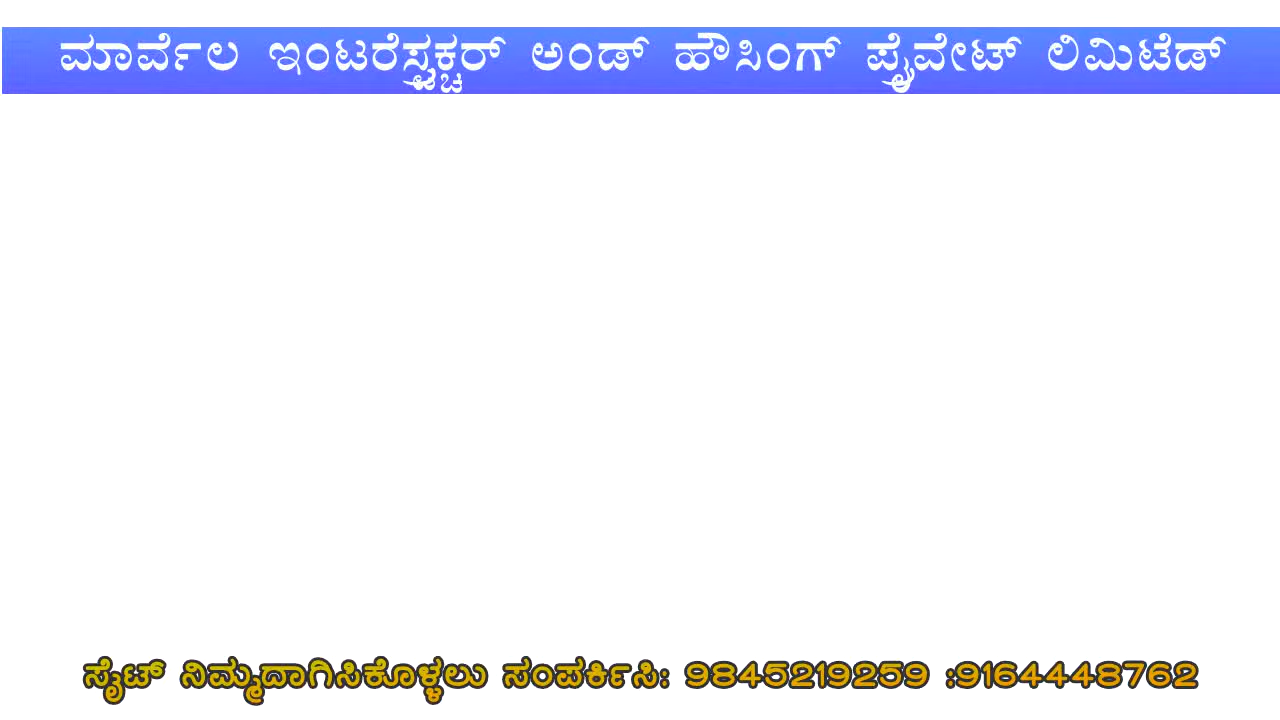 ಮಾರ್ವೆಲ ಇಂಟರೆಸ್ಟ್ರಕ್ಚರ್ ಅಂಡ್ ಹೌಸಿಂಗ್ ಪ್ರೈವೇಟ್ ಲಿಮಿಟೆಡ್
ಸೈಟ್ ನಿಮ್ಮದಾಗಿಸಿಕೊಳ್ಳಲು ಸಂಪರ್ಕಿಸಿ: 9845219259 :9164448762